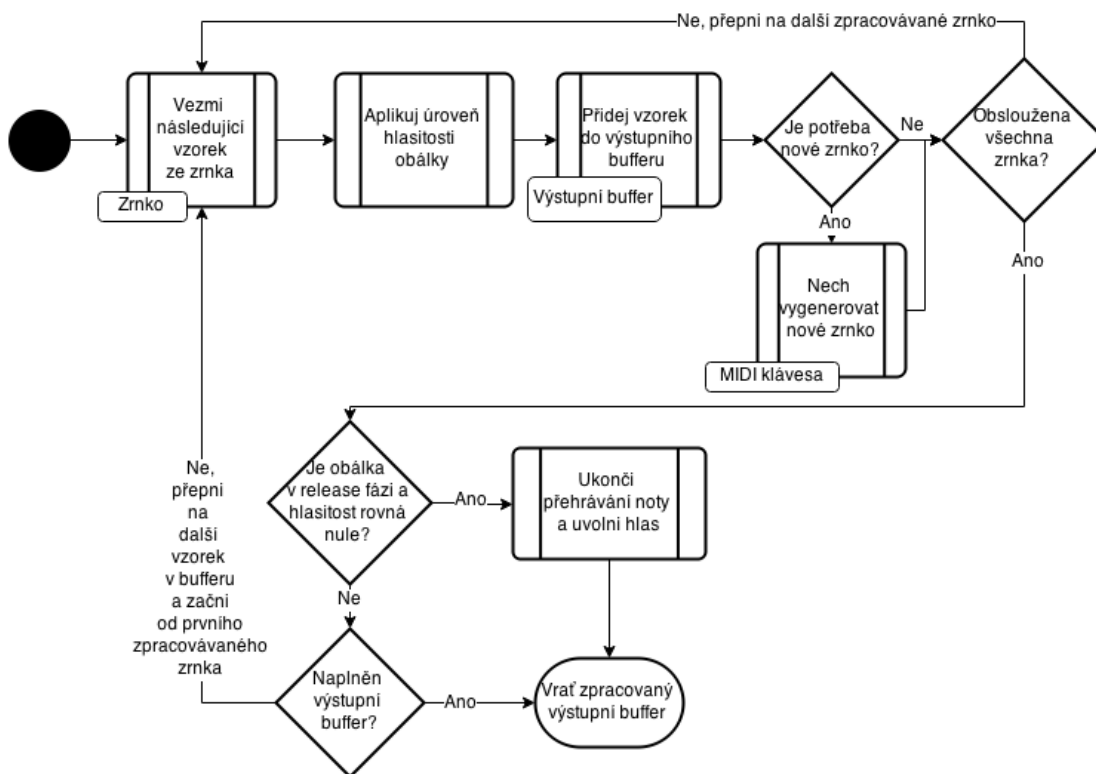 Ne, přepni na další zpracovávané zrnko
Vezmi
následující
vzorek
ze zrnka
Zrnko
Aplikuj úroveň
hlasitosti
obálky
Přidej vzorek
do výstupního
bufferu
Výstupní buffer
Je potřeba
nové zrnko?
Ne
Obsloužena
všechna
zrnka?
Ano
Ano
Nech
vygenerovat
nové zrnko
MIDI klávesa
Je obálka
v release fázi a
hlasitost rovná
nule?
Ano
Ukonči
přehrávání noty
a uvolni hlas
Ne,
přepni
na
další
vzorek
v bufferu
a začni
od prvního
zpracovávaného
zrnka
Ne
Naplněn
výstupní
buffer?
Ano
Vrať zpracovaný
výstupní buffer